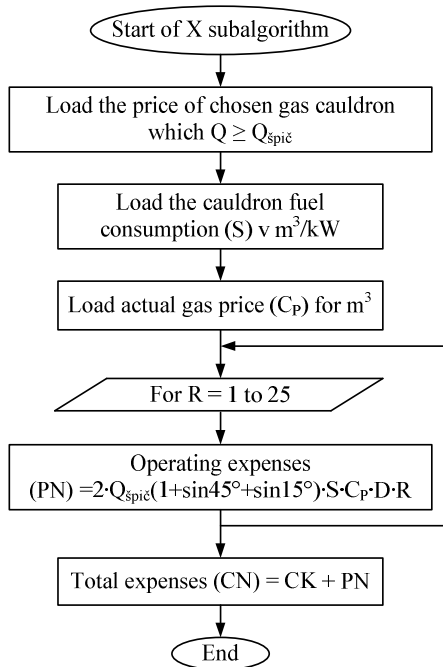 Start of X subalgorithm
Load the price of chosen gas cauldron
which Q ≥ Qšpič
Load the cauldron fuel
consumption (S) v m³/kW
Load actual gas price (CP) for m³
For R = 1 to 25
Operating expenses
(PN) =2·Qšpič(1+sin45°+sin15°)·S·CP·D·R
Total expenses (CN) = CK + PN
End